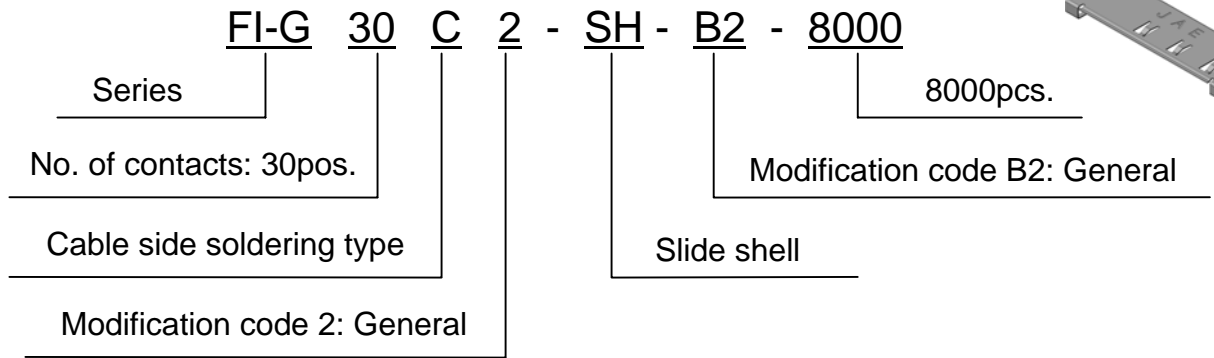 FI-G 30 C 2 - SH - B2 - 8000
JAE
Series
8000pcs.
No. of contacts: 30pos.
Modification code B2: General
Cable side soldering type
Slide shell
Modification code 2: General